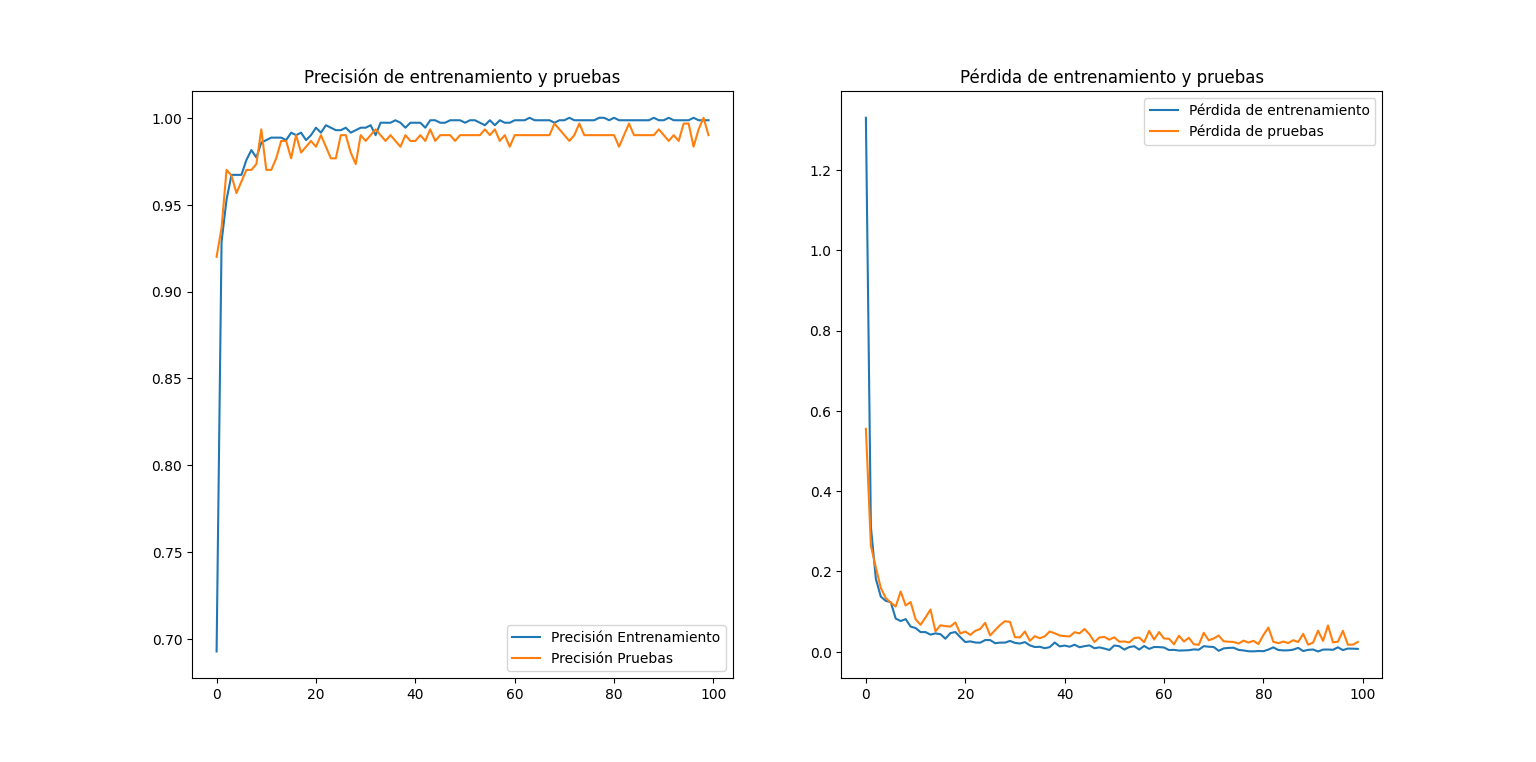 Precisión de entrenamiento y pruebas
1.00
0.95
0.90
0.85
0.80
0.75
0.70
0 20 40 60 80 100
Precisión Entrenamiento
Precisión Pruebas
Pérdida de entrenamiento y pruebas
Pérdida de entrenamiento
Pérdida de pruebas
1.2
1.0
0.8
0.6
0.4
0.2
0.0
0 20 40 60 80 100